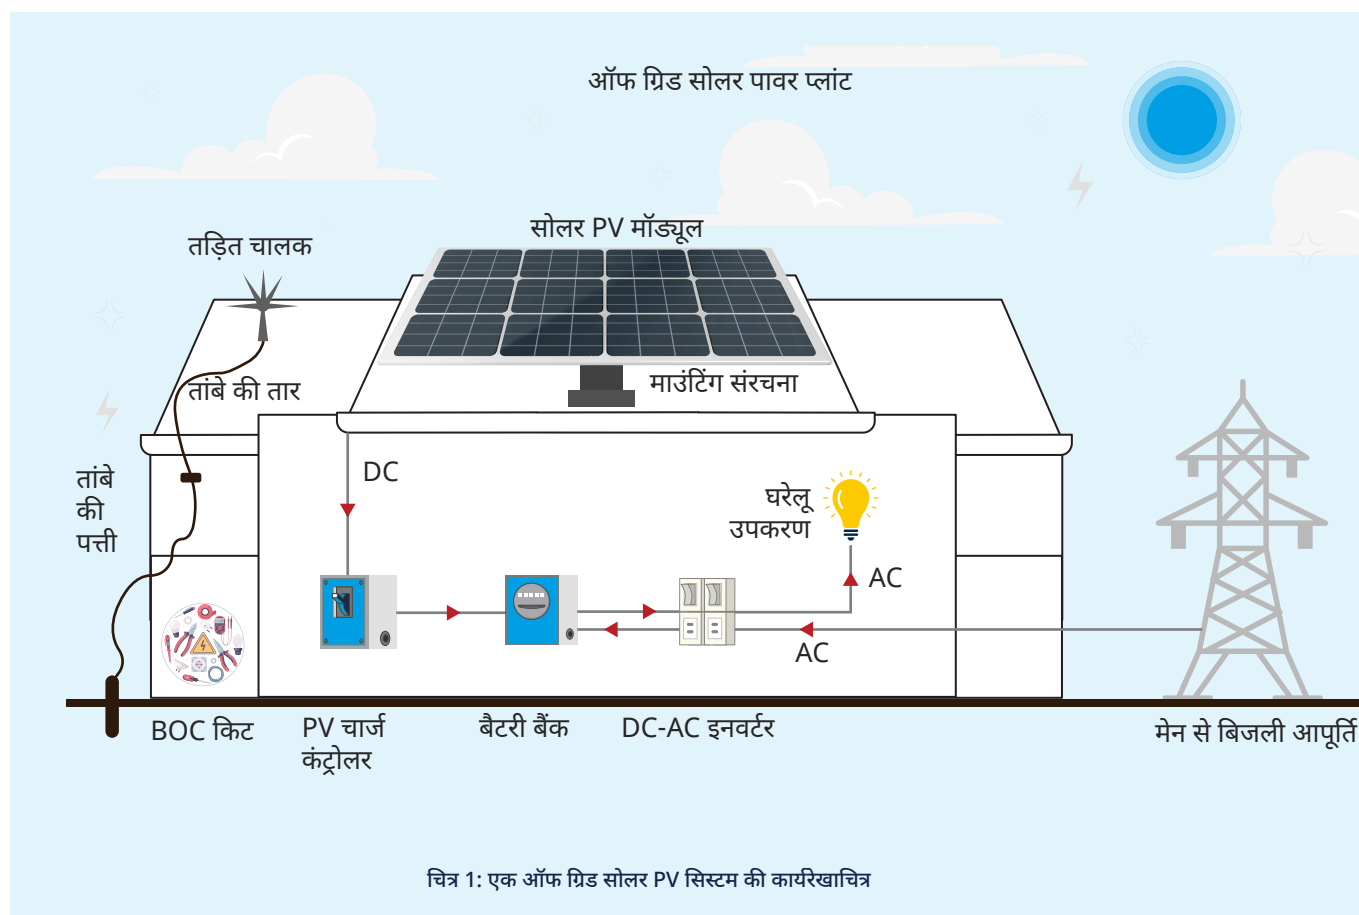 ऑफ ग्रिड सोलर पावर प्लांट
सोलर PV मॉड्यूल
तड़ित चालक
माउंटिंग संरचना
तांबे की तार
DC
तांबे
की
पत्ती
घरेलू
उपकरण
AC
AC
BOC किट
PV चार्ज
कंट्रोलर
बैटरी बैंक
DC-AC इनवर्टर
मेन से बिजली आपूर्ति
चित्र 1: एक ऑफ ग्रिड सोलर PV सिस्टम की कार्यरेखाचित्र